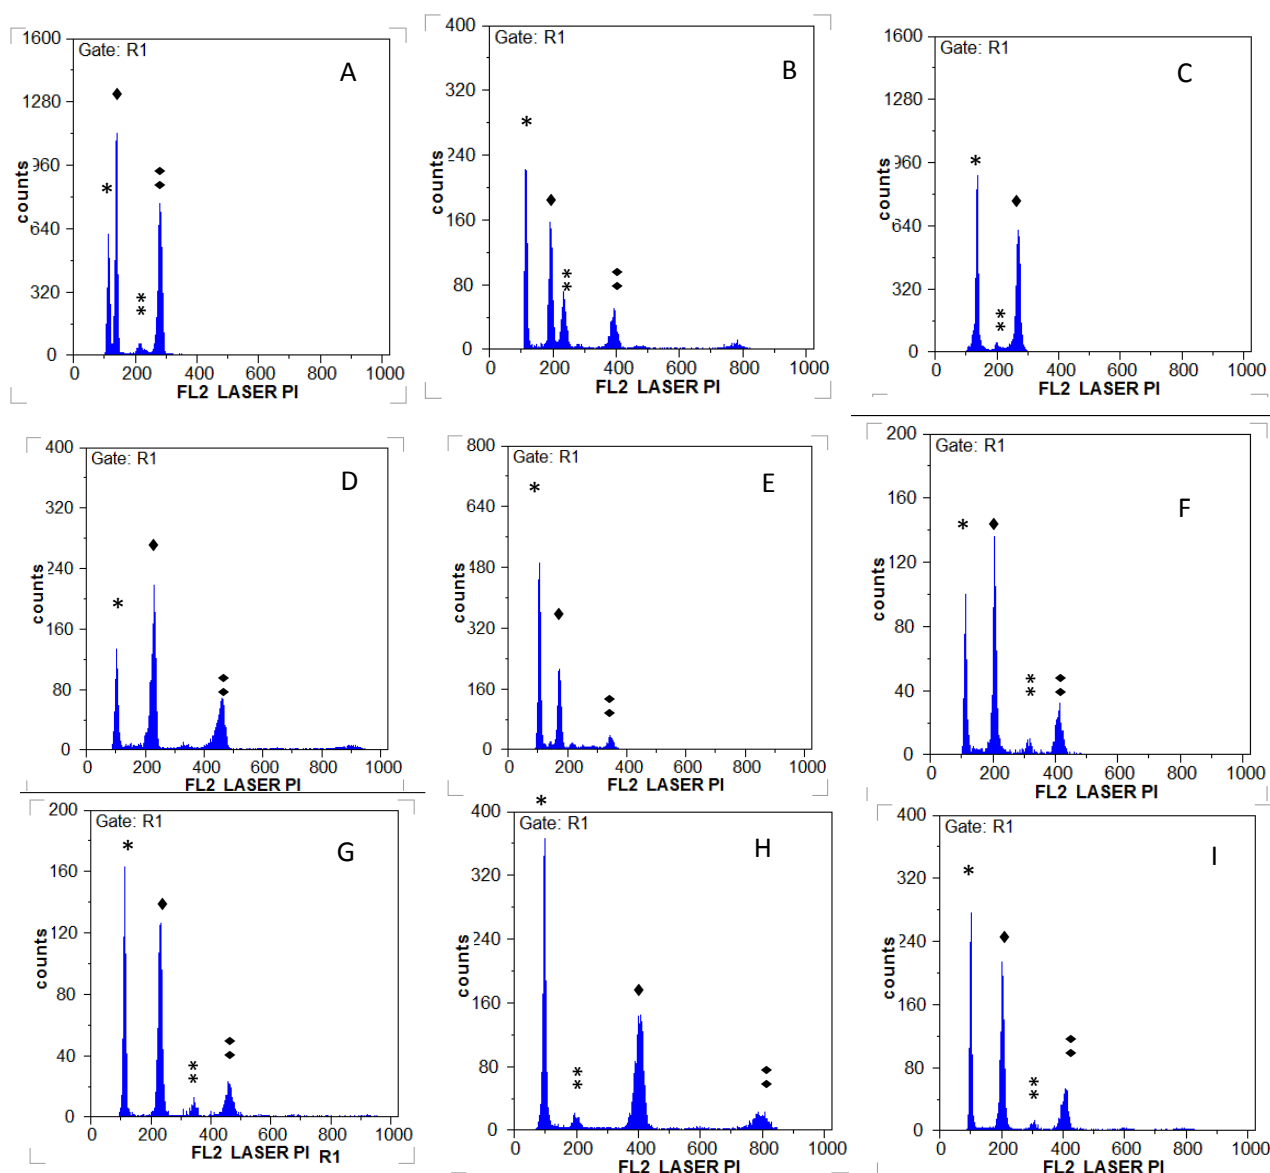 Gate: R1
A
1600
1280
960
640
320
0
counts
♦
*
**
♦♦
0 200 400 600 800 1000
FL2 LASER PI
Gate: R1
B
400
320
240
160
80
0
counts
*
♦
**
♦♦
0 200 400 600 800 1000
FL2 LASER PI
Gate: R1
C
1600
1280
960
640
320
0
counts
*
♦
**
0 200 400 600 800 1000
FL2 LASER PI
Gate: R1
D
400
320
240
160
80
0
counts
♦
*
♦♦
0 200 400 600 800 1000
FL2 LASER PI
Gate: R1
E
800
640
480
320
160
0
counts
*
♦
♦♦
0 200 400 600 800 1000
FL2 LASER PI
Gate: R1
F
200
160
120
80
40
0
counts
*
♦
**
♦♦
0 200 400 600 800 1000
FL2 LASER PI
Gate: R1
G
200
160
120
80
40
0
counts
*
♦
**
♦♦
0 200 400 600 800 1000
FL2 LASER PI R1
Gate: R1
H
400
320
240
160
80
0
counts
*
♦
**
♦♦
0 200 400 600 800 1000
FL2 LASER PI
Gate: R1
I
400
320
240
160
80
0
counts
*
♦
**
♦♦
0 200 400 600 800 1000
FL2 LASER PI